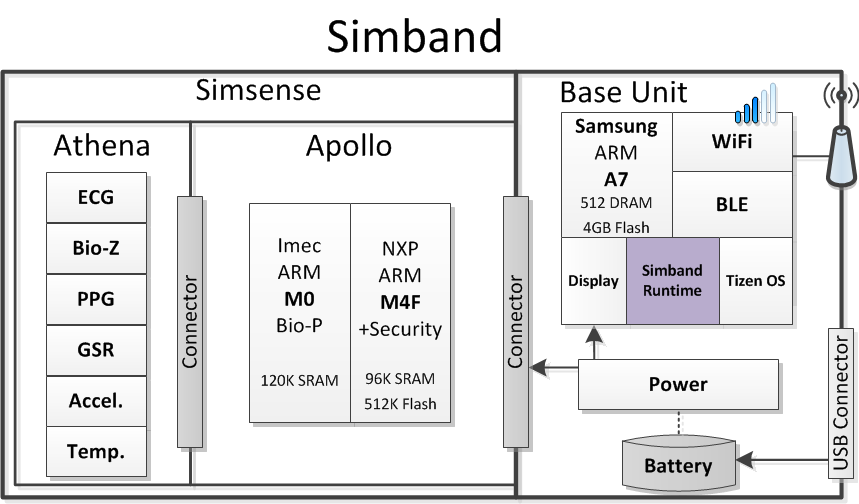 Simband
Simsense
Base Unit
Athena
Apollo
ECG
Bio-Z
PPG
GSR
Accel.
Temp.
Connector
Imec
ARM
M0
Bio-P
120K SRAM
NXP
ARM
M4F
+Security
96K SRAM
512K Flash
Connector
Samsung
ARM
A7
512 DRAM
4GB Flash
WiFi
BLE
Display
Simband
Runtime
Tizen OS
Power
Battery
USB Connector